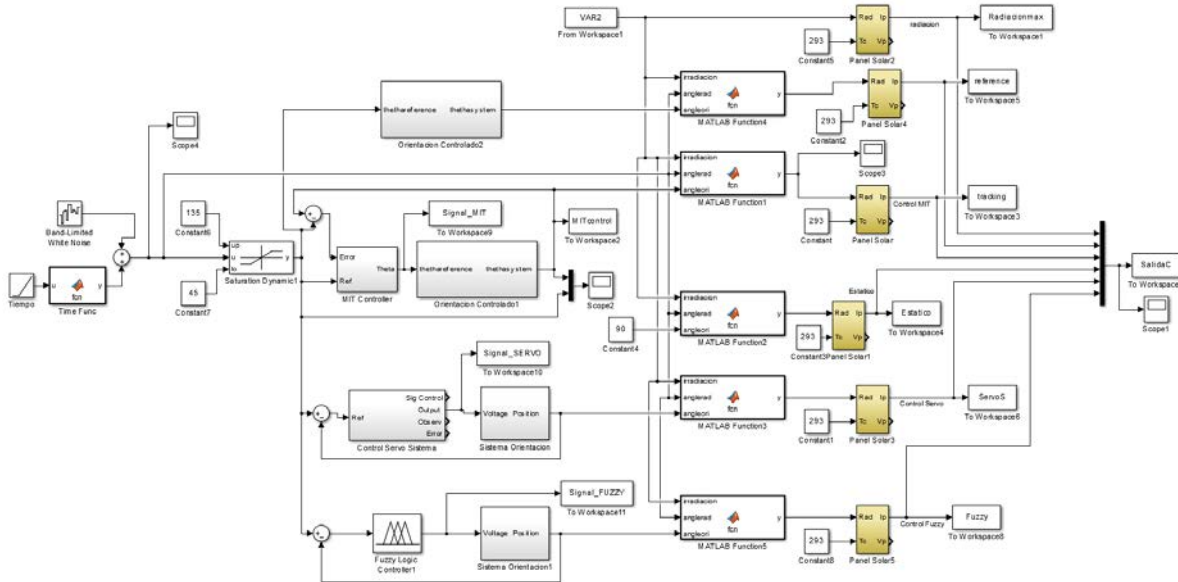 VAR2
From Workspace1
Rad Ip
Tc Vp
Panel Solar2
radiacion
293
Constant5
Radiacionmax
To Workspace1
thethareference thethasystem
Orientacion Controlado2
irradiacion
anglerad
angleori
fcn
y
MATLAB Function4
Rad Ip
Tc Vp
Panel Solar4
293
Constant2
reference
To Workspace5
Scope4
irradiacion
anglerad
angleori
fcn
y
MATLAB Function1
Scope3
Rad Ip
Tc Vp
Panel Solar
Control MIT
293
Constant
tracking
To Workspace3
Band-Limited
White Noise
Tiempo
u
fcn
y
Time Func
135
Constant6
up
u
lo
y
Saturation Dynamic1
45
Constant7
Signal_MIT
To Workspace9
Error
Ref
Theta
MIT Controller
thethareference thethasystem
Orientacion Controlado1
MITcontrol
To Workspace2
Scope2
90
Constant4
irradiacion
anglerad
angleori
fcn
y
MATLAB Function2
Rad Ip
Tc Vp
Panel Solar1
293
Constant3
Estatico
Estatico
To Workspace4
SalidaC
To Workspace
Scope1
Signal_SERVO
To Workspace10
Ref
Sig Control
Output
Observ
Error
Control Servo Sistema
Voltage Position
Sistema Orientacion
irradiacion
anglerad
angleori
fcn
y
MATLAB Function3
Rad Ip
Tc Vp
Panel Solar3
Control Servo
293
Constant1
ServoS
To Workspace6
Signal_FUZZY
To Workspace11
Fuzzy Logic
Controller1
Voltage Position
Sistema Orientacion1
irradiacion
anglerad
angleori
fcn
y
MATLAB Function5
Rad Ip
Tc Vp
Panel Solar5
Control Fuzzy
293
Constant8
Fuzzy
To Workspace8